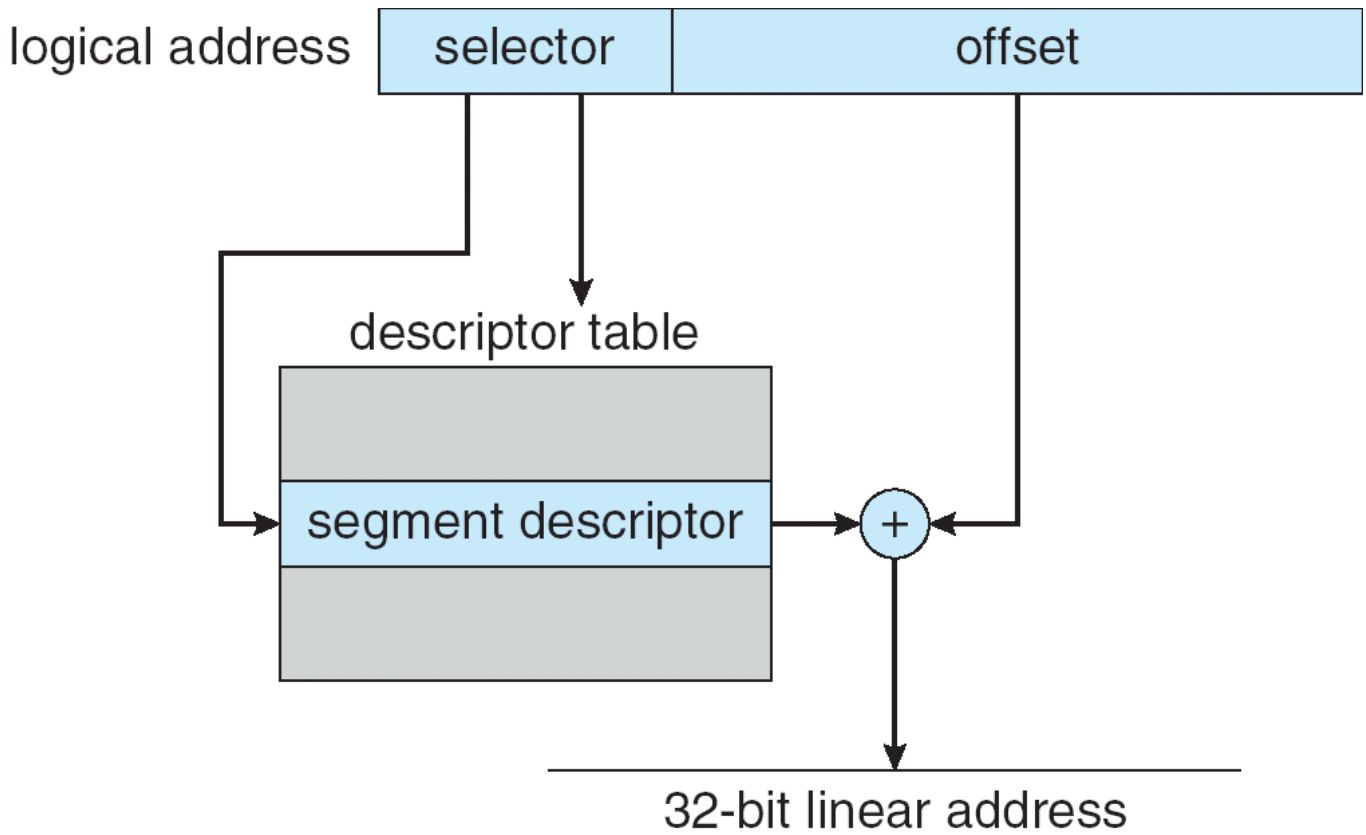 logical address selector offset
descriptor table
segment descriptor +
32-bit linear address